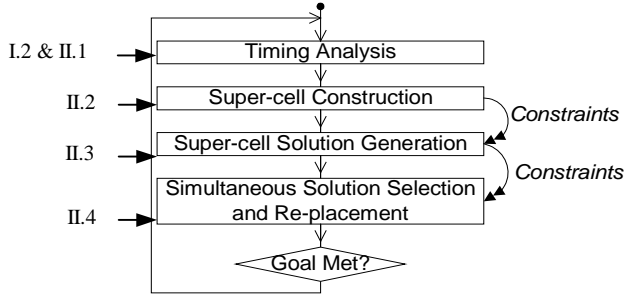 I.2 & II.1
Timing Analysis
II.2
Super-cell Construction
Constraints
II.3
Super-cell Solution Generation
Constraints
II.4
Simultaneous Solution Selection
and Re-placement
Goal Met?